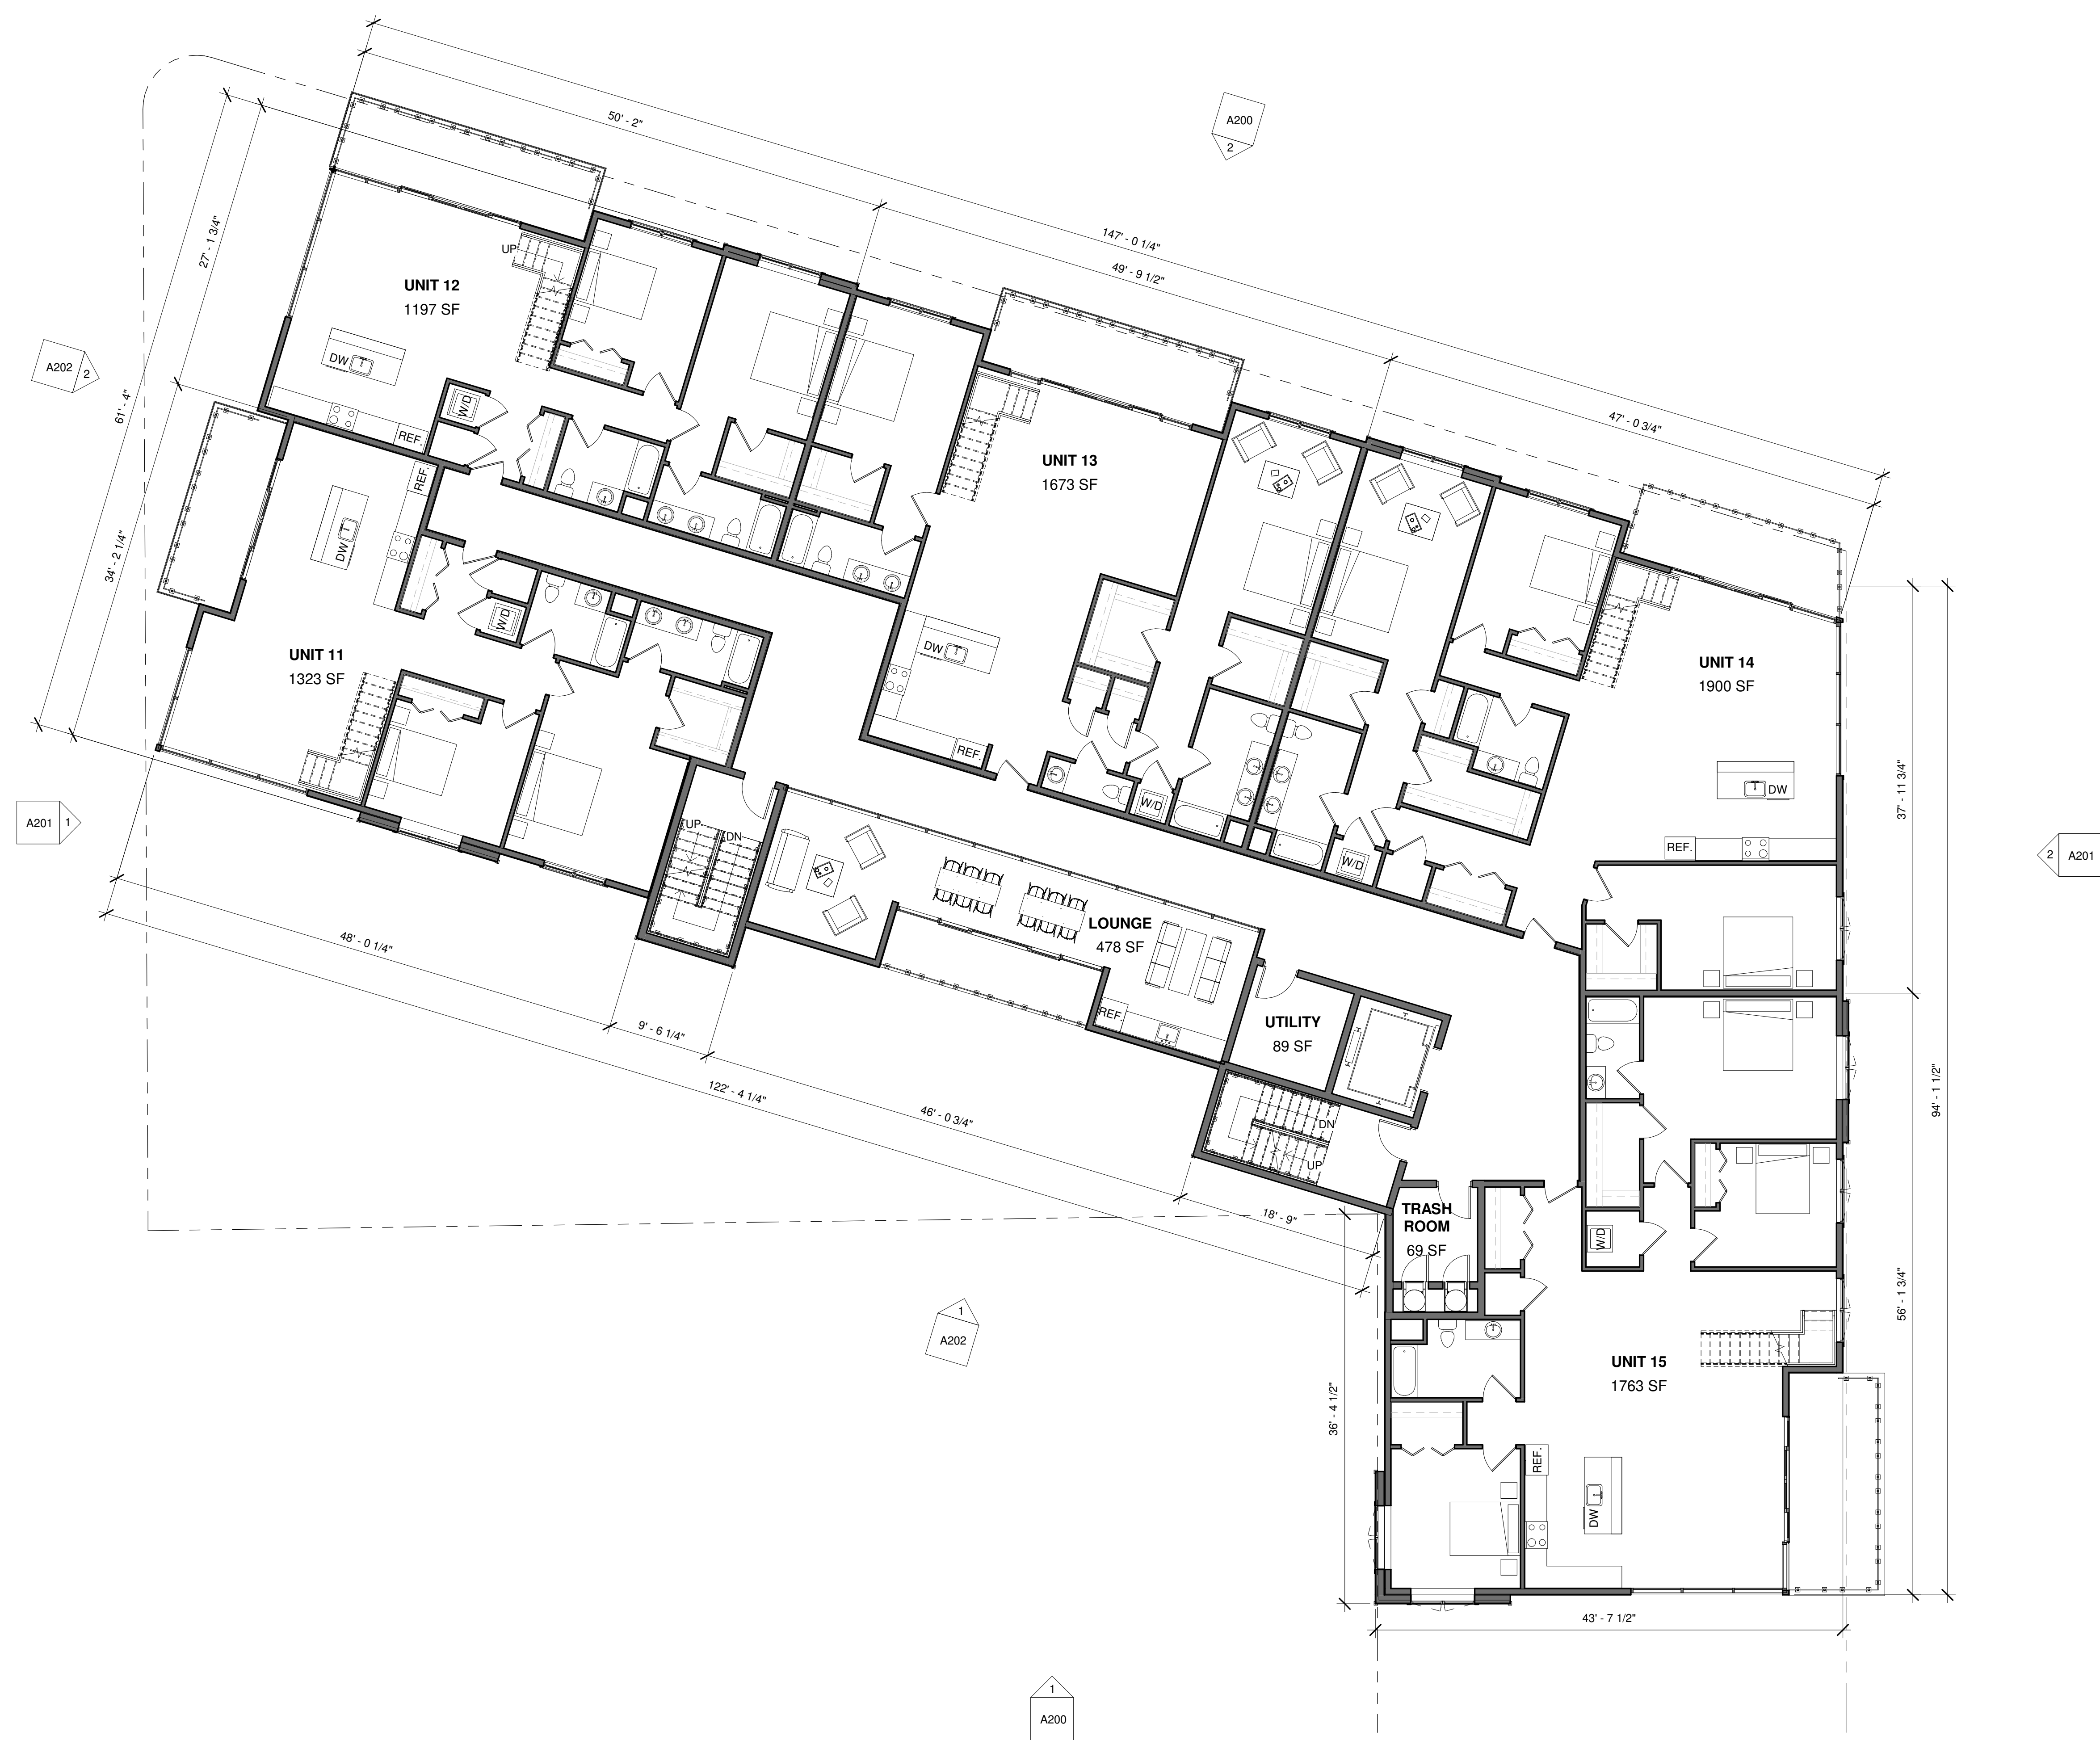 50' - 2"
A200
2
147' - 0 1/4"
49' - 9 1/2"
27' - 1 3/4"
UP
UNIT 12
1197 SF
DW
A202
2
61' - 4"
W/D
REF.
47' - 0 3/4"
UNIT 13
1673 SF
REF.
DW
34' - 2 1/4"
W/D
UNIT 11
1323 SF
DW
UNIT 14
1900 SF
REF.
W/D
DW
37' - 11 3/4"
A201
1
UP
DN
REF.
W/D
2
A201
LOUNGE
478 SF
48' - 0 1/4"
REF.
UTILITY
89 SF
9' - 6 1/4"
122' - 4 1/4"
46' - 0 3/4"
DN
UP
94' - 1 1/2"
18' - 9"
TRASH
ROOM
69 SF
W/D
56' - 1 3/4"
1
A202
UNIT 15
1763 SF
36' - 4 1/2"
REF.
DW
43' - 7 1/2"
1
A200